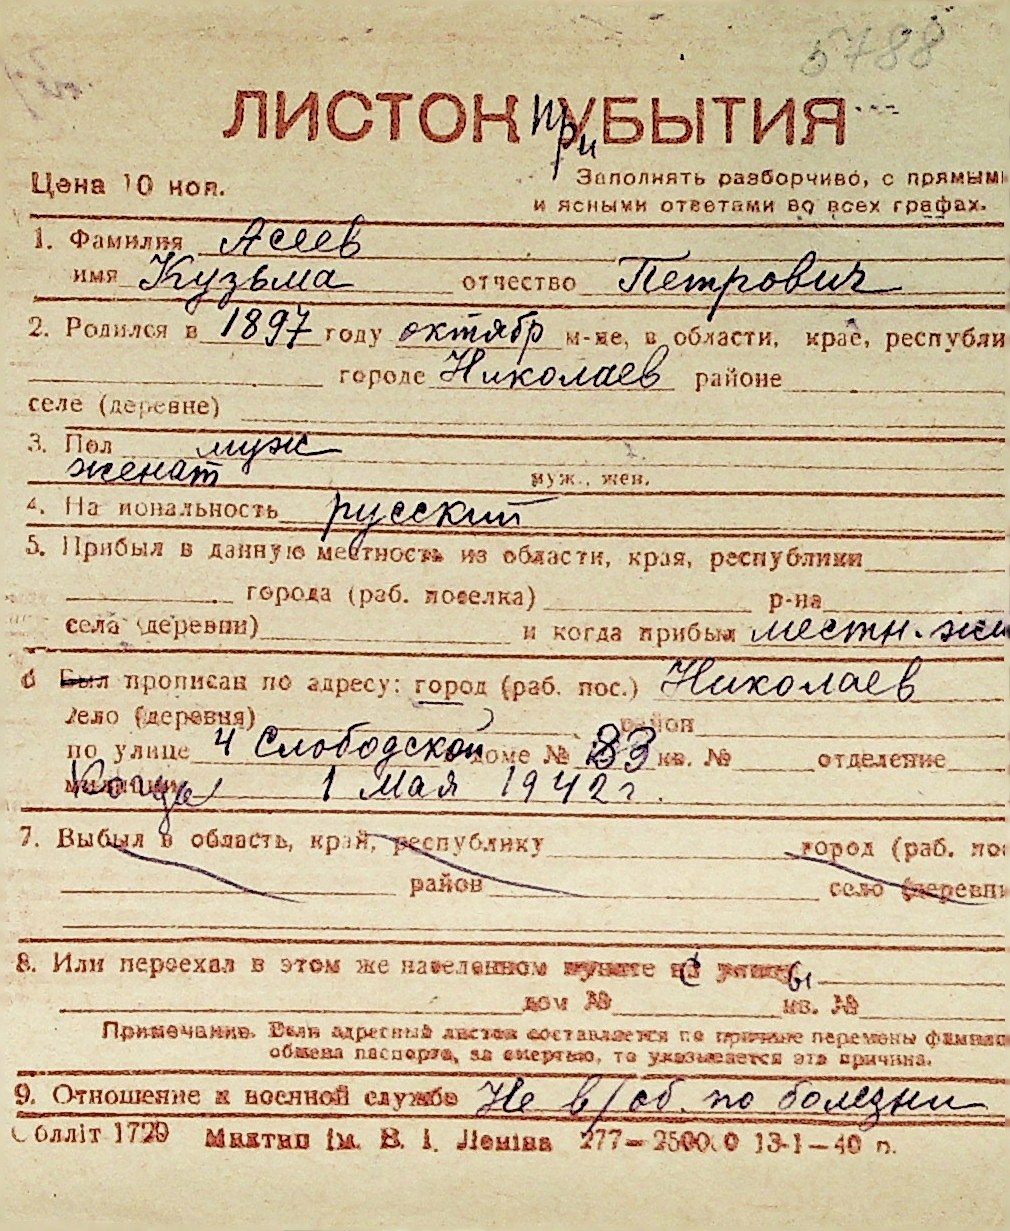 5788
ЛИСТОК при УБЫТИЯ
Цена 10 коп.
Заполнять разборчиво, с прямыми
и ясными ответами во всех графах.
1. Фамилия Асеев
имя Кузьма отчество Петрович
2. Родился в 1897 году октябр м-це, в области, крае, республи
городе Николаев районе
селе (деревне)
3. Пол муж
женат муж., жен.
4. На иональность русский
5. Прибыл в данную местность из области, края, республики
города (раб. поселка) р-на
села (деревни) и когда прибыл местн. жи
6 Был прописан по адресу: город (раб. пос.) Николаев
Село (деревня) район
по улице 4 Слободской доме № 83 кв. № отделение
милиции Когда 1 Мая 1942 г.
7. Выбыл в область, край, республику город (раб. пос
район село (деревни
8. Или переехал в этом же населенном пункте с улицы
дом № кв. №
Примечание. Если адресный листок составляется по причине перемены фамилии
обмена паспорта, за смертью, то указывается эта причина.
9. Отношение к военной службе Не в/об. по болезни
Облліт 1729 Миктип ім. В. І. Леніна 277—25000 13-1—40 р.